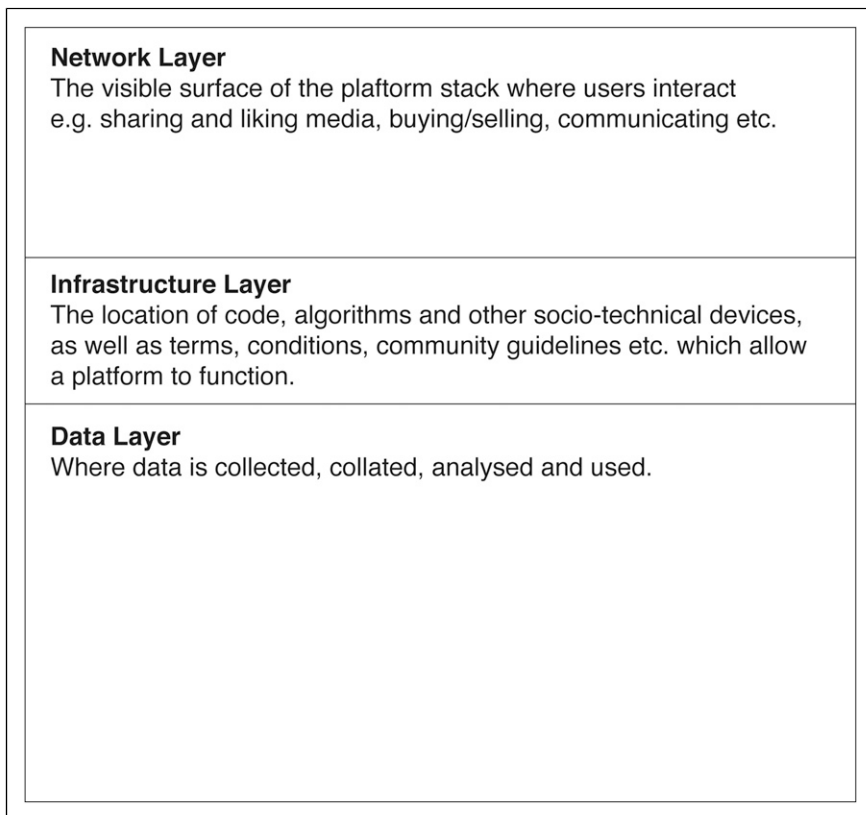 Network Layer
The visible surface of the plaftorm stack where users interact
e.g. sharing and liking media, buying/selling, communicating etc.
Infrastructure Layer
The location of code, algorithms and other socio-technical devices,
as well as terms, conditions, community guidelines etc. which allow
a platform to function.
Data Layer
Where data is collected, collated, analysed and used.